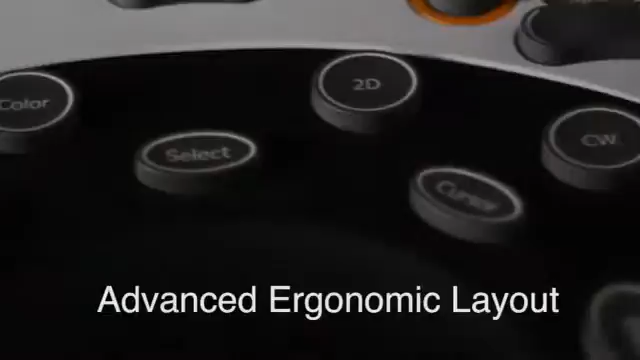 2D
Color
CW
Select
Cursor
Advanced Ergonomic Layout